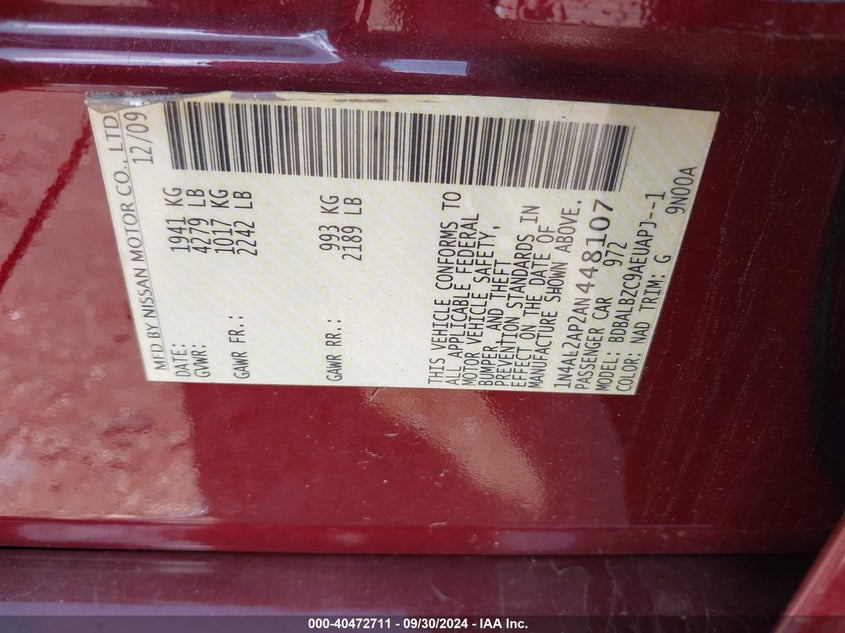 MFD BY NISSAN MOTOR CO., LTD.
DATE: 12/09
GVWR: 1941 KG
4279 LB
GAWR FR.: 1017 KG
2242 LB
GAWR RR.: 993 KG
2189 LB
THIS VEHICLE CONFORMS TO
ALL APPLICABLE FEDERAL
MOTOR VEHICLE SAFETY,
BUMPER, AND THEFT
PREVENTION STANDARDS IN
EFFECT ON THE DATE OF
MANUFACTURE SHOWN ABOVE.
1N4AL2AP2AN448107
PASSENGER CAR 972
MODEL: BDBALBZC9AEUAPJ--1
COLOR: NAD TRIM: G 9N00A
000-40472711 - 09/30/2024 - IAA Inc.